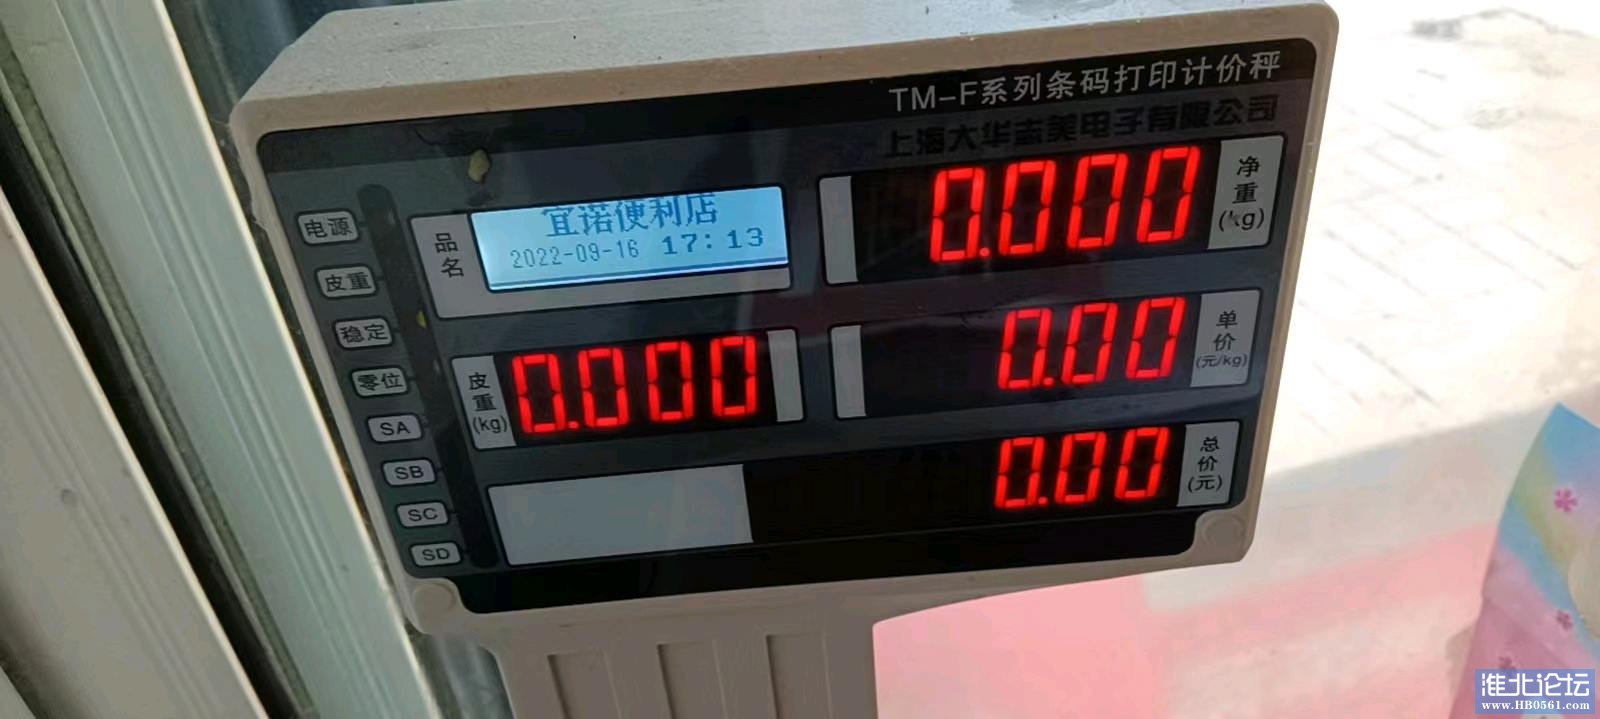 TM-F系列条码打印计价秤
上海大华志美电子有限公司
电源
皮重
稳定
零位
SA
SB
SC
SD
品名
宜诺便利店
2022-09-16 17:13
0.000
净重
(kg)
皮重
(kg)
0.000
0.00
单价
(元/kg)
0.00
总价
(元)
淮北论坛
www.HB0561.com